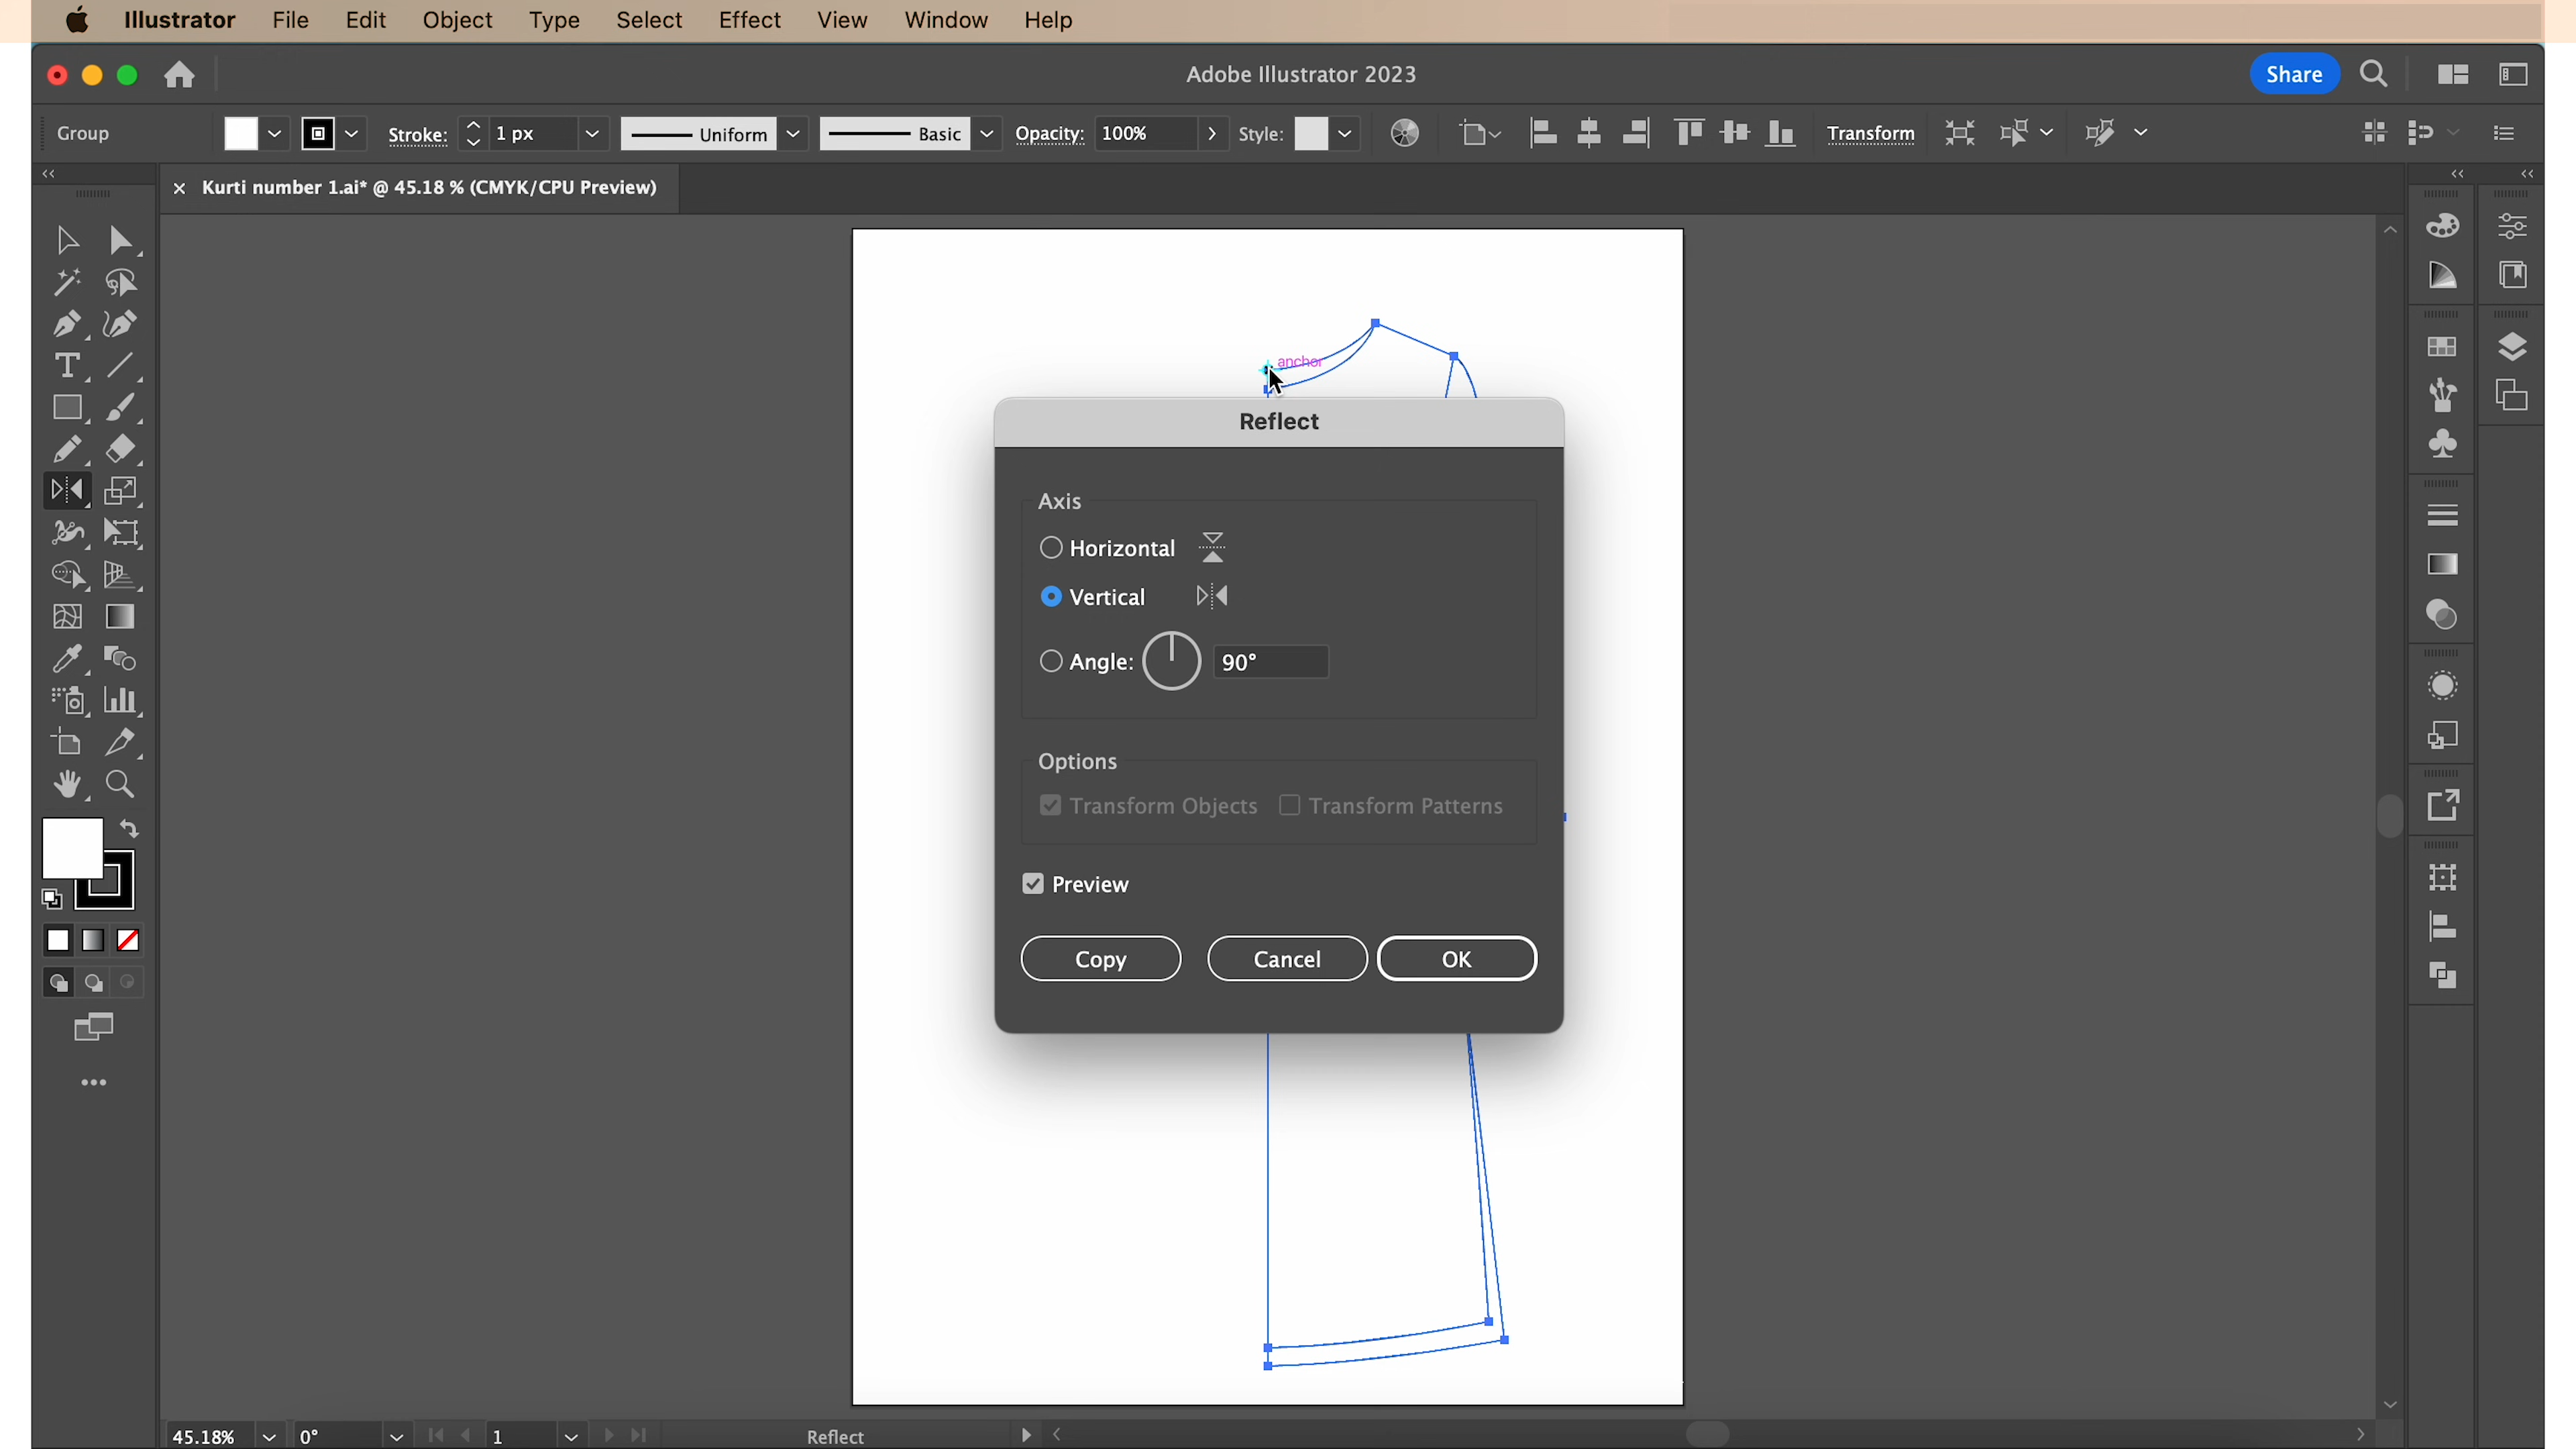 Illustrator File Edit Object Type Select Effect View Window Help
Adobe Illustrator 2023
Share
Group Stroke: 1 px Uniform Basic Opacity: 100% Style: Transform
Kurti number 1.ai* @ 45.18 % (CMYK/CPU Preview)
anchor
Reflect
Axis
Horizontal
Vertical
Angle: 90°
Options
Transform Objects Transform Patterns
Preview
Copy Cancel OK
45.18% 0° 1 Reflect